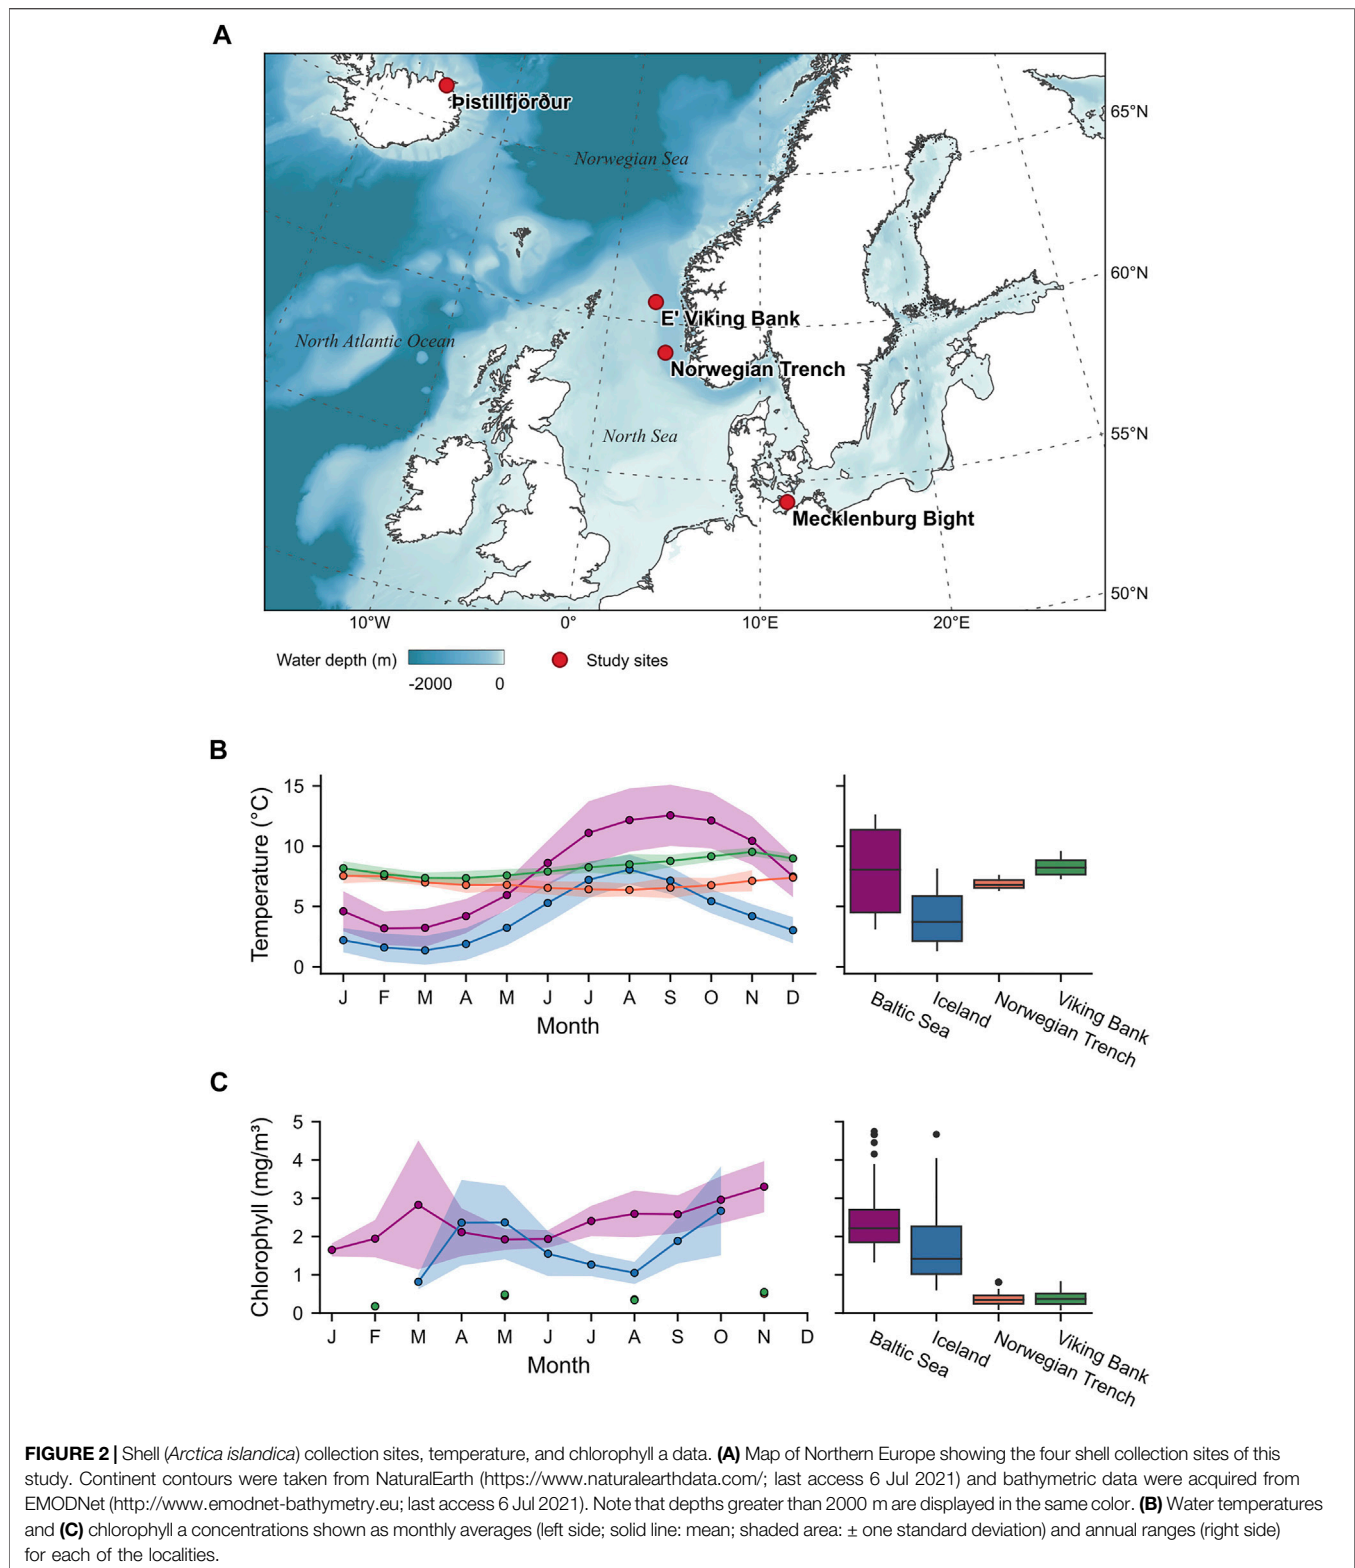 A
Þistillfjörður
65°N
Norwegian Sea
60°N
E' Viking Bank
North Atlantic Ocean
Norwegian Trench
55°N
North Sea
Mecklenburg Bight
50°N
10°W 0° 10°E 20°E
Water depth (m) -2000 0
Study sites
B
Temperature (°C)
15
10
5
0
J F M A M J J A S O N D
Month
Baltic Sea
Iceland
Norwegian Trench
Viking Bank
C
Chlorophyll (mg/m³)
5
4
3
2
1
0
J F M A M J J A S O N D
Month
Baltic Sea
Iceland
Norwegian Trench
Viking Bank
FIGURE 2 | Shell (Arctica islandica) collection sites, temperature, and chlorophyll a data. (A) Map of Northern Europe showing the four shell collection sites of this
study. Continent contours were taken from NaturalEarth (https://www.naturalearthdata.com/; last access 6 Jul 2021) and bathymetric data were acquired from
EMODNet (http://www.emodnet-bathymetry.eu; last access 6 Jul 2021). Note that depths greater than 2000 m are displayed in the same color. (B) Water temperatures
and (C) chlorophyll a concentrations shown as monthly averages (left side; solid line: mean; shaded area: ± one standard deviation) and annual ranges (right side)
for each of the localities.